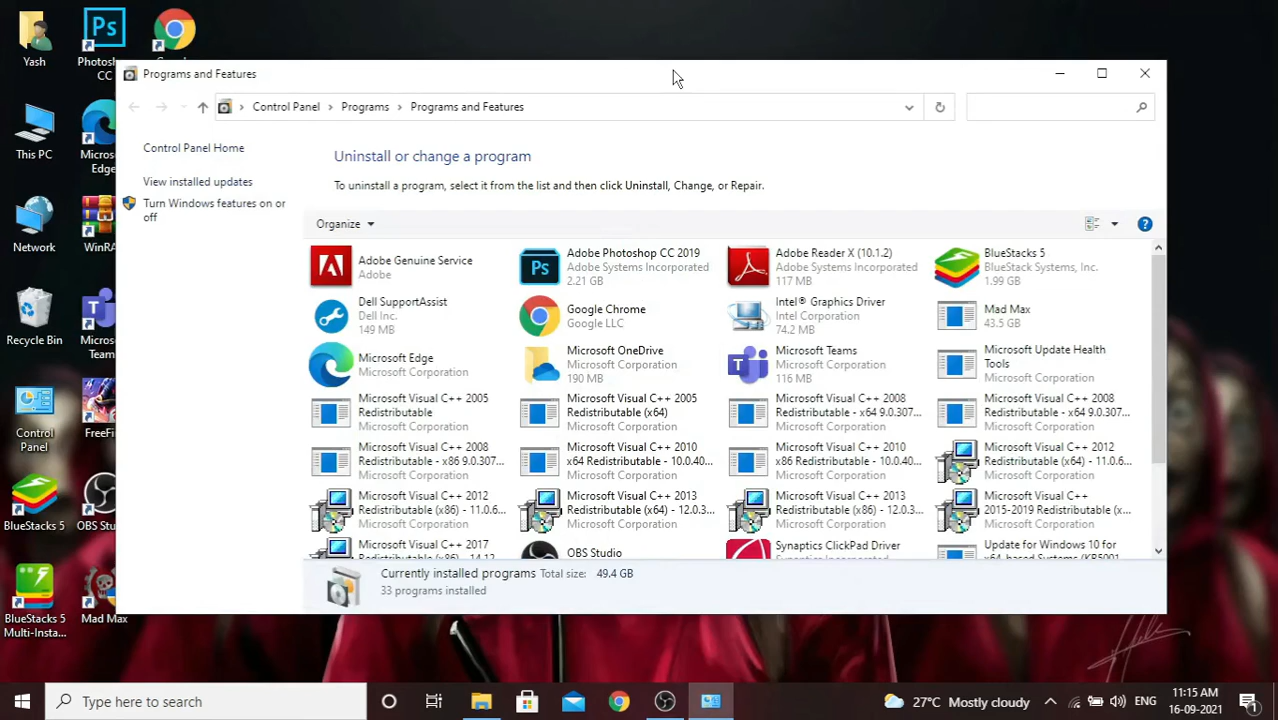 Yash
Photosh
CC
Google
This PC
Micros
Edge
Network
WinRA
Recycle Bin
Micros
Team
Control
Panel
FreeFi
BlueStacks 5
OBS Stu
BlueStacks 5
Multi-Insta...
Mad Max
Programs and Features
Control Panel > Programs > Programs and Features
Control Panel Home
View installed updates
Turn Windows features on or
off
Uninstall or change a program
To uninstall a program, select it from the list and then click Uninstall, Change, or Repair.
Organize
Adobe Genuine Service
Adobe
Adobe Photoshop CC 2019
Adobe Systems Incorporated
2.21 GB
Adobe Reader X (10.1.2)
Adobe Systems Incorporated
117 MB
BlueStacks 5
BlueStack Systems, Inc.
1.99 GB
Dell SupportAssist
Dell Inc.
149 MB
Google Chrome
Google LLC
Intel® Graphics Driver
Intel Corporation
74.2 MB
Mad Max
43.5 GB
Microsoft Edge
Microsoft Corporation
Microsoft OneDrive
Microsoft Corporation
190 MB
Microsoft Teams
Microsoft Corporation
116 MB
Microsoft Update Health
Tools
Microsoft Corporation
Microsoft Visual C++ 2005
Redistributable
Microsoft Corporation
Microsoft Visual C++ 2005
Redistributable (x64)
Microsoft Corporation
Microsoft Visual C++ 2008
Redistributable - x64 9.0.307...
Microsoft Corporation
Microsoft Visual C++ 2008
Redistributable - x64 9.0.307...
Microsoft Corporation
Microsoft Visual C++ 2008
Redistributable - x86 9.0.307...
Microsoft Corporation
Microsoft Visual C++ 2010
x64 Redistributable - 10.0.40...
Microsoft Corporation
Microsoft Visual C++ 2010
x86 Redistributable - 10.0.40...
Microsoft Corporation
Microsoft Visual C++ 2012
Redistributable (x64) - 11.0.6...
Microsoft Corporation
Microsoft Visual C++ 2012
Redistributable (x86) - 11.0.6...
Microsoft Corporation
Microsoft Visual C++ 2013
Redistributable (x64) - 12.0.3...
Microsoft Corporation
Microsoft Visual C++ 2013
Redistributable (x86) - 12.0.3...
Microsoft Corporation
Microsoft Visual C++
2015-2019 Redistributable (x...
Microsoft Corporation
Microsoft Visual C++ 2017
Redistributable (x86) - 14.12...
OBS Studio
Synaptics ClickPad Driver
Synaptics Incorporated
Update for Windows 10 for
x64-based Systems (KB5001...
Currently installed programs Total size: 49.4 GB
33 programs installed
Type here to search
27°C Mostly cloudy
ENG
11:15 AM
16-09-2021
1